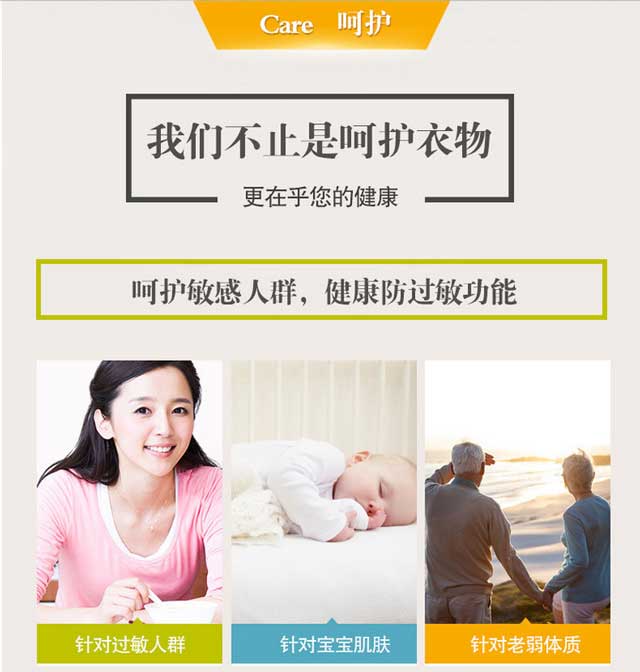 Care 呵护
我们不止是呵护衣物
更在乎您的健康
呵护敏感人群，健康防过敏功能
针对过敏人群
针对宝宝肌肤
针对老弱体质